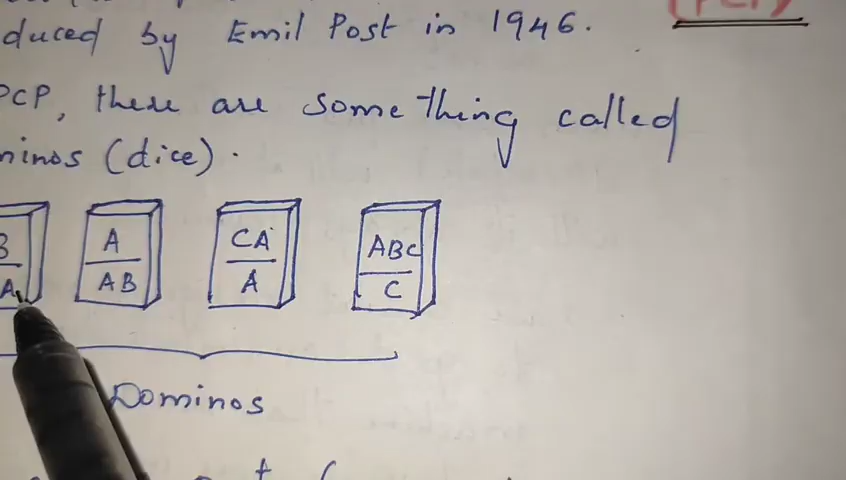 duced by Emil Post in 1946.
PCP, there are something called
minos (dice).
B A CA ABC
A AB A C
Dominos